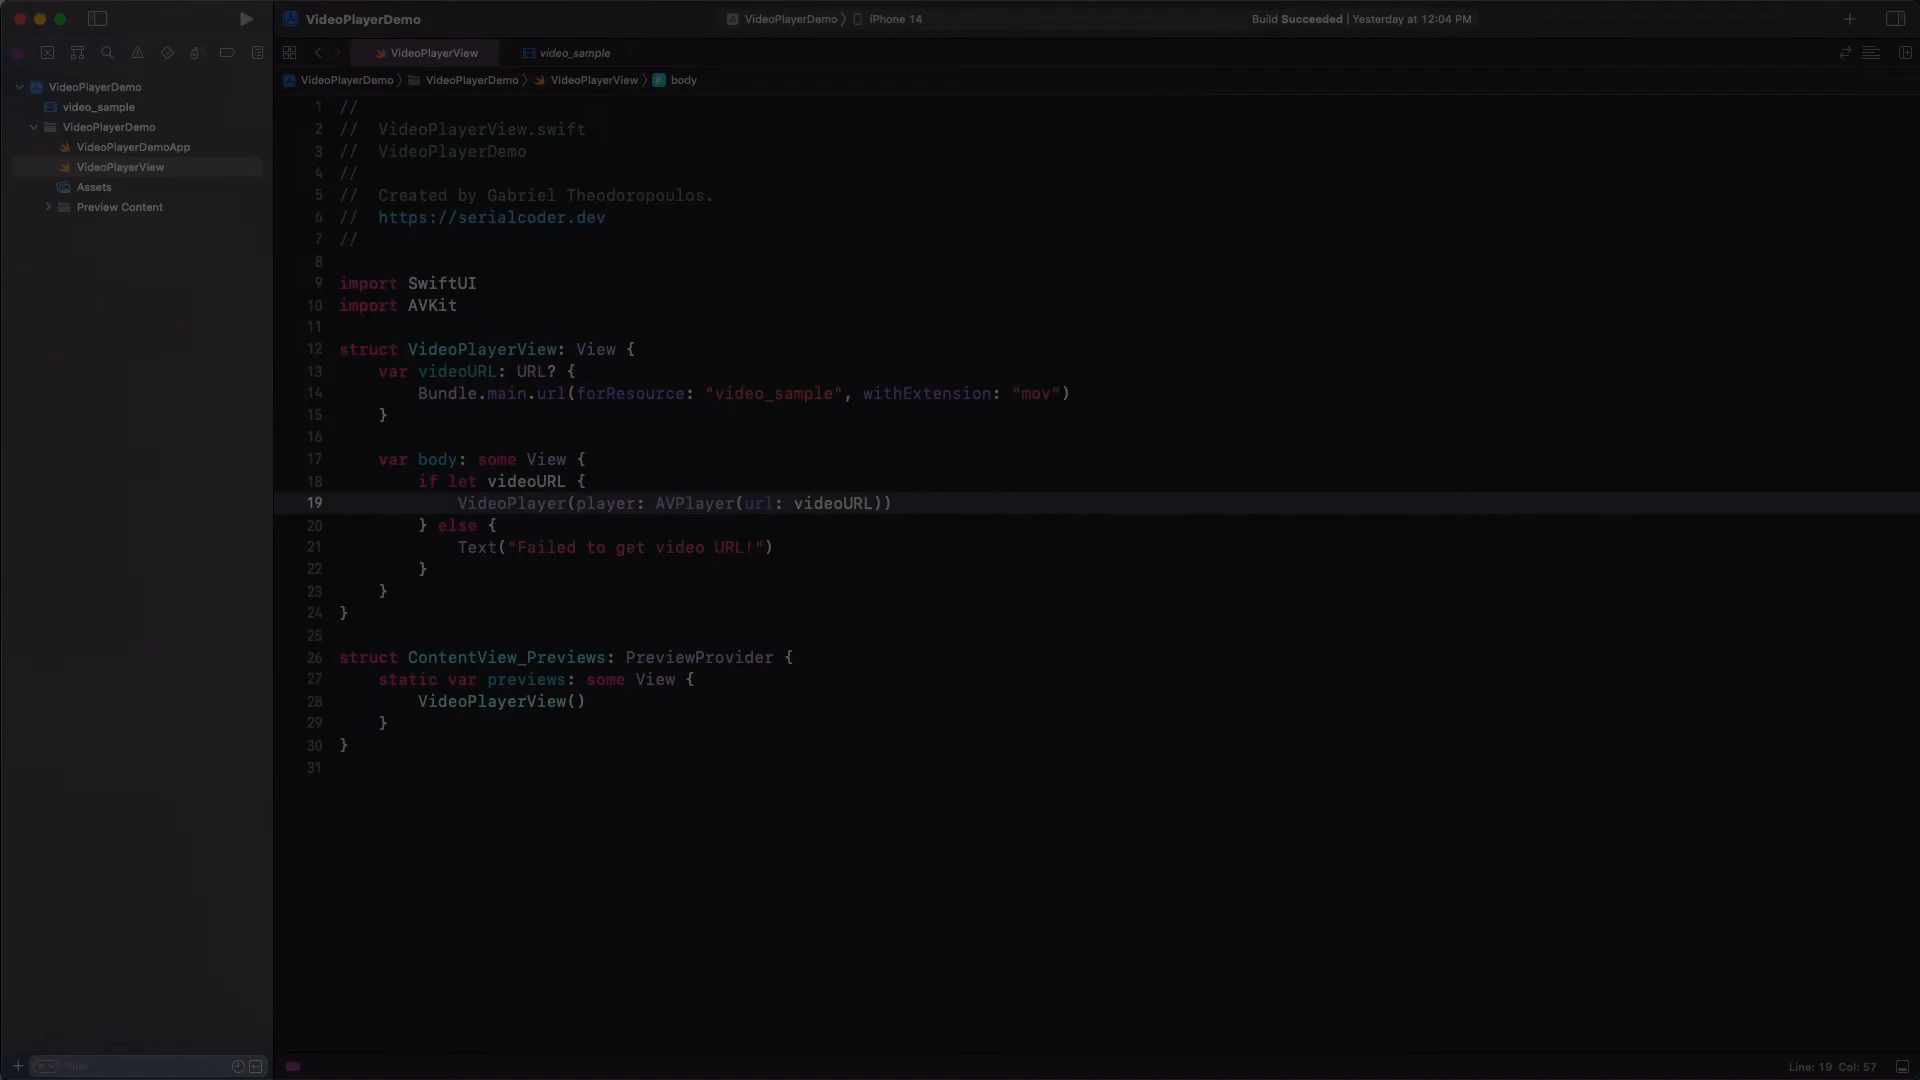 VideoPlayerDemo
VideoPlayerDemo
iPhone 14
Build Succeeded | Yesterday at 12:04 PM
VideoPlayerView
video_sample
VideoPlayerDemo
VideoPlayerDemo
VideoPlayerView
body
VideoPlayerDemo
video_sample
VideoPlayerDemo
VideoPlayerDemoApp
VideoPlayerView
Assets
Preview Content
1 //
2 // VideoPlayerView.swift
3 // VideoPlayerDemo
4 //
5 // Created by Gabriel Theodoropoulos.
6 // https://serialcoder.dev
7 //
8
9 import SwiftUI
10 import AVKit
11
12 struct VideoPlayerView: View {
13 var videoURL: URL? {
14 Bundle.main.url(forResource: "video_sample", withExtension: "mov")
15 }
16
17 var body: some View {
18 if let videoURL {
19 VideoPlayer(player: AVPlayer(url: videoURL))
20 } else {
21 Text("Failed to get video URL!")
22 }
23 }
24 }
25
26 struct ContentView_Previews: PreviewProvider {
27 static var previews: some View {
28 VideoPlayerView()
29 }
30 }
31
Filter
Line: 19 Col: 57